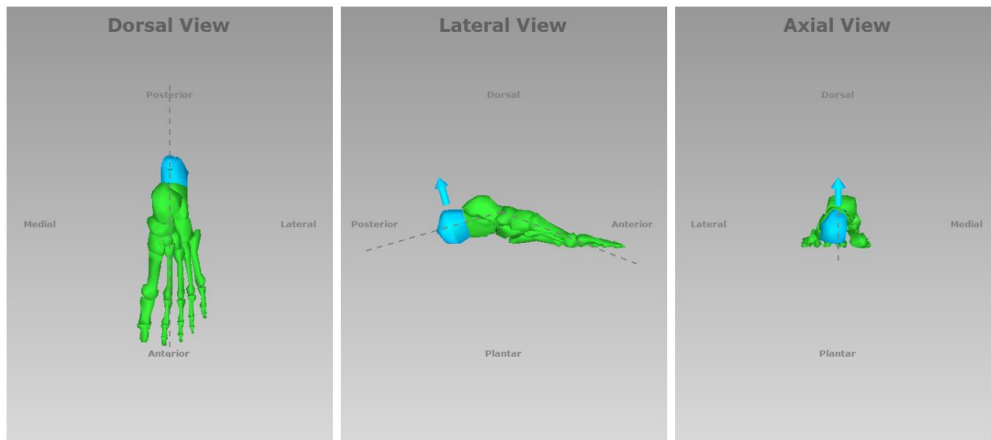 Dorsal View
Posterior
Medial
Lateral
Anterior
Lateral View
Dorsal
Posterior
Anterior
Plantar
Axial View
Dorsal
Lateral
Medial
Plantar